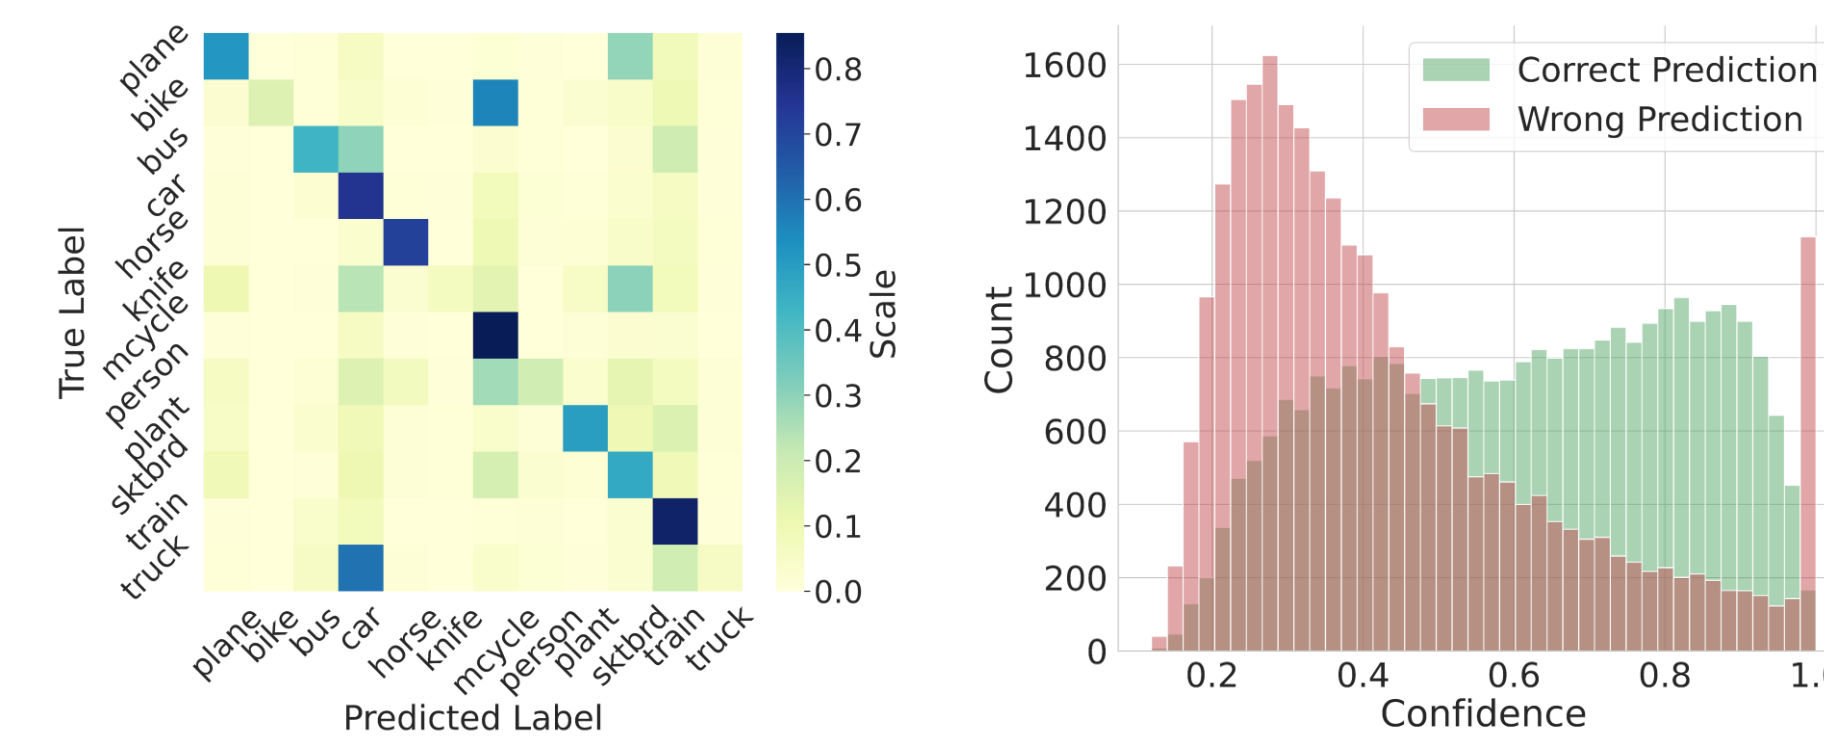 plane
bike
bus
car
horse
knife
mcycle
person
plant
sktbrd
train
truck
True Label
plane
bike
bus
car
horse
knife
mcycle
person
plant
sktbrd
train
truck
Predicted Label
0.8
0.7
0.6
0.5
0.4
0.3
0.2
0.1
0.0
Scale
Correct Prediction
Wrong Prediction
1600
1400
1200
1000
800
600
400
200
0
Count
0.2
0.4
0.6
0.8
Confidence